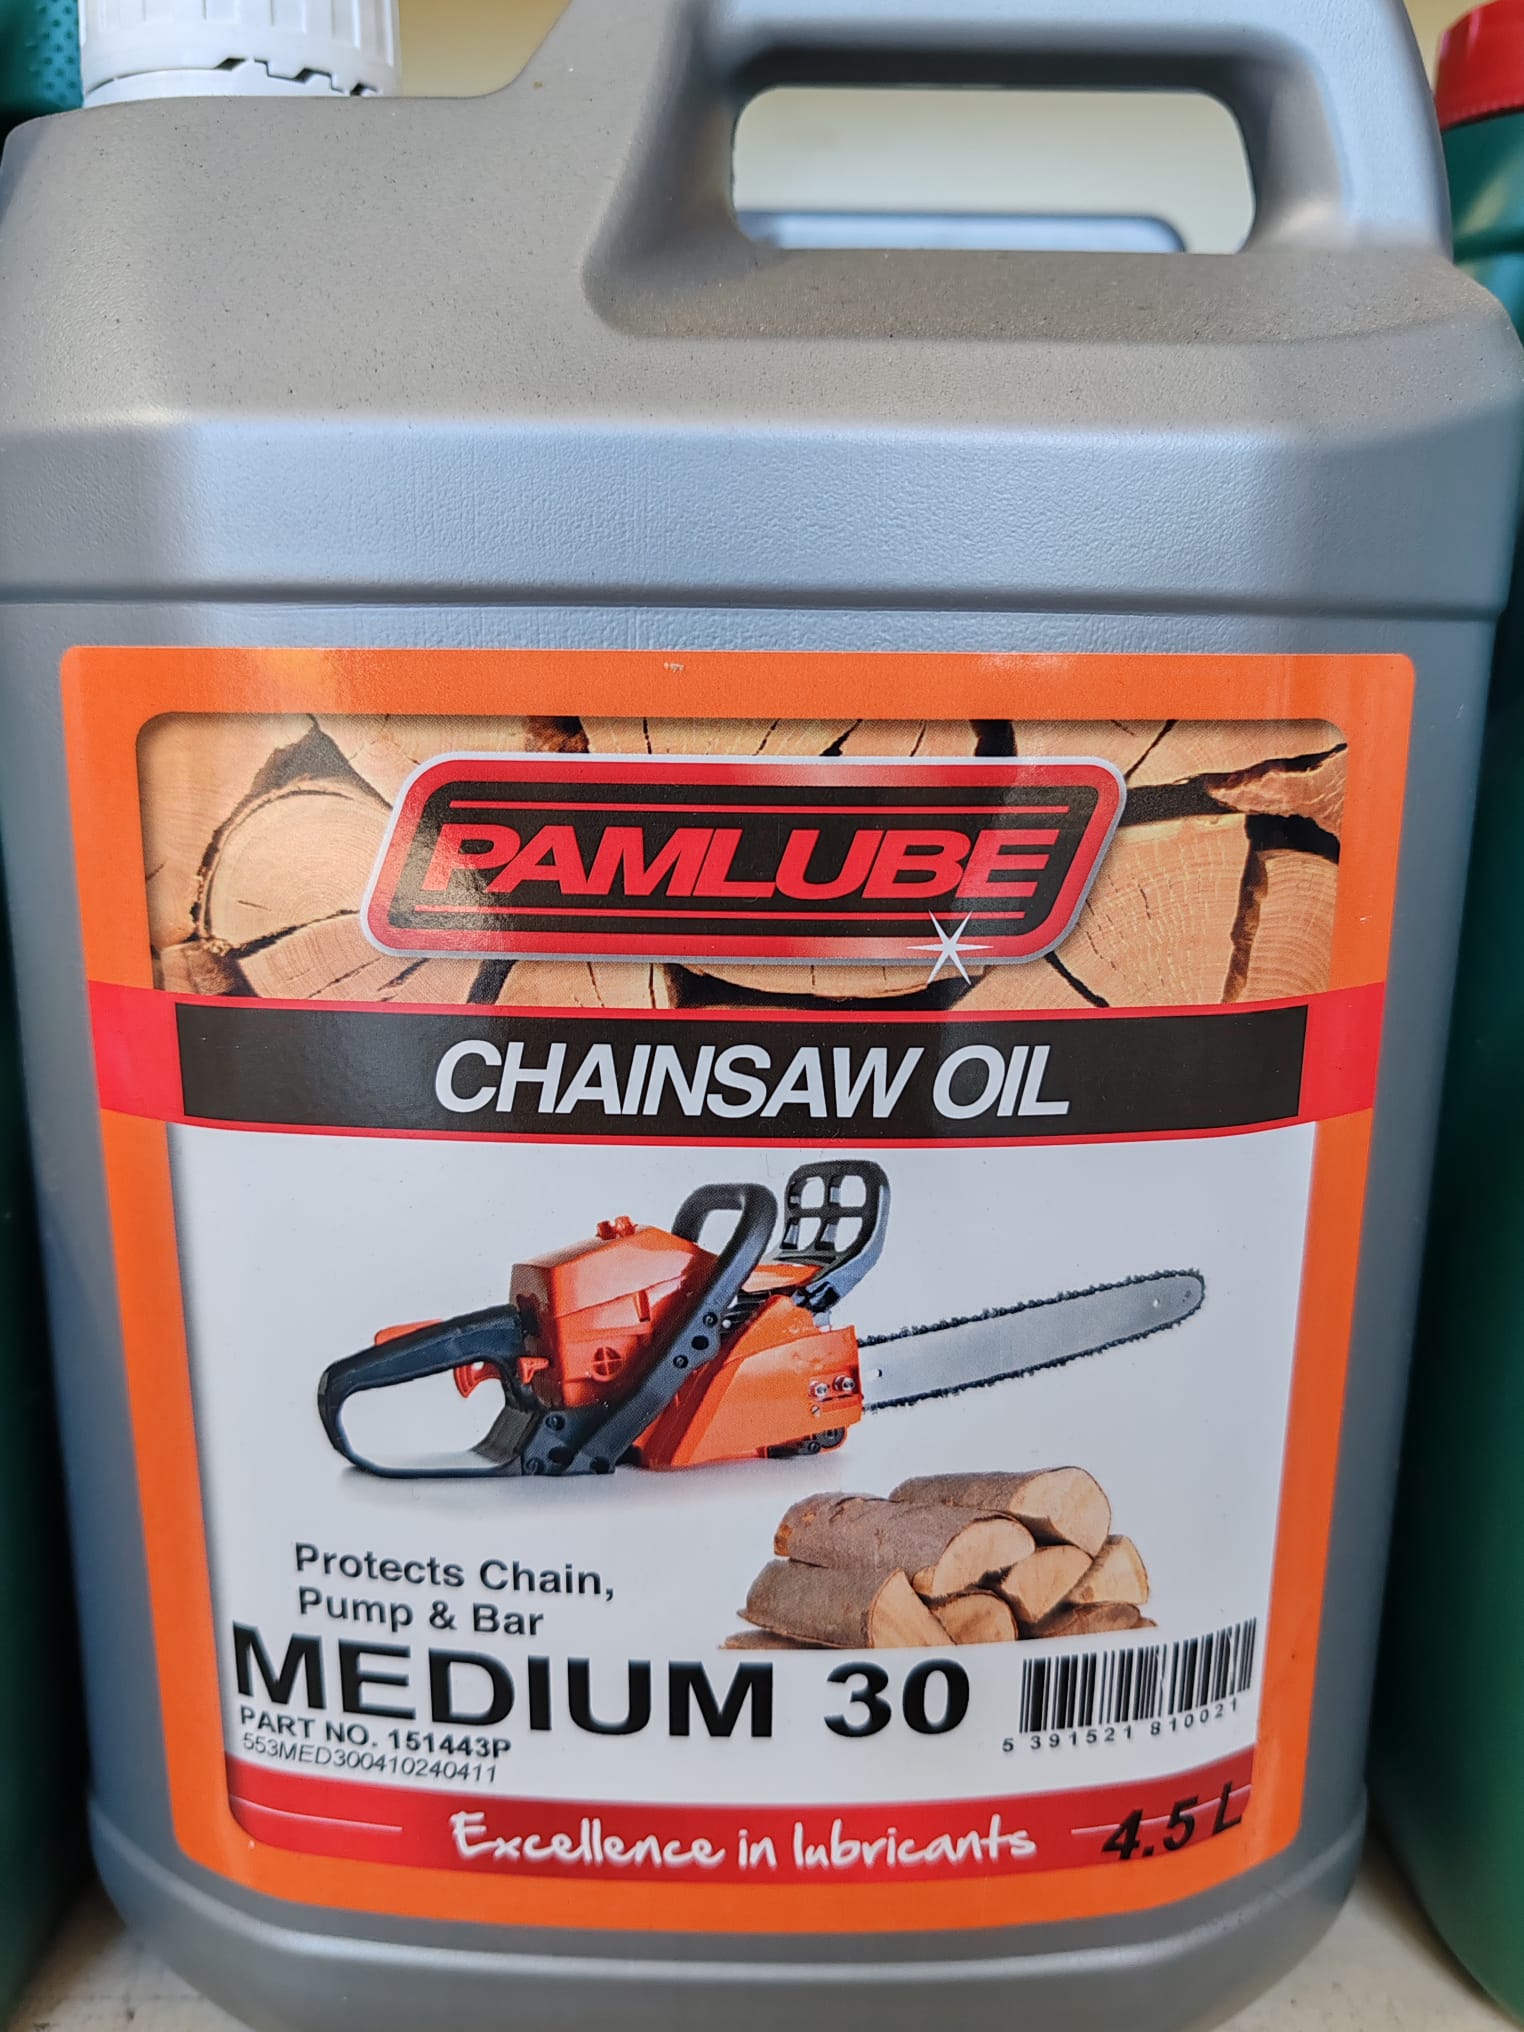 PAMLUBE
CHAINSAW OIL
Protects Chain,
Pump & Bar
MEDIUM 30
PART NO. 151443P
553MED300410240411
5 391521 810021
Excellence in lubricants
4.5 L